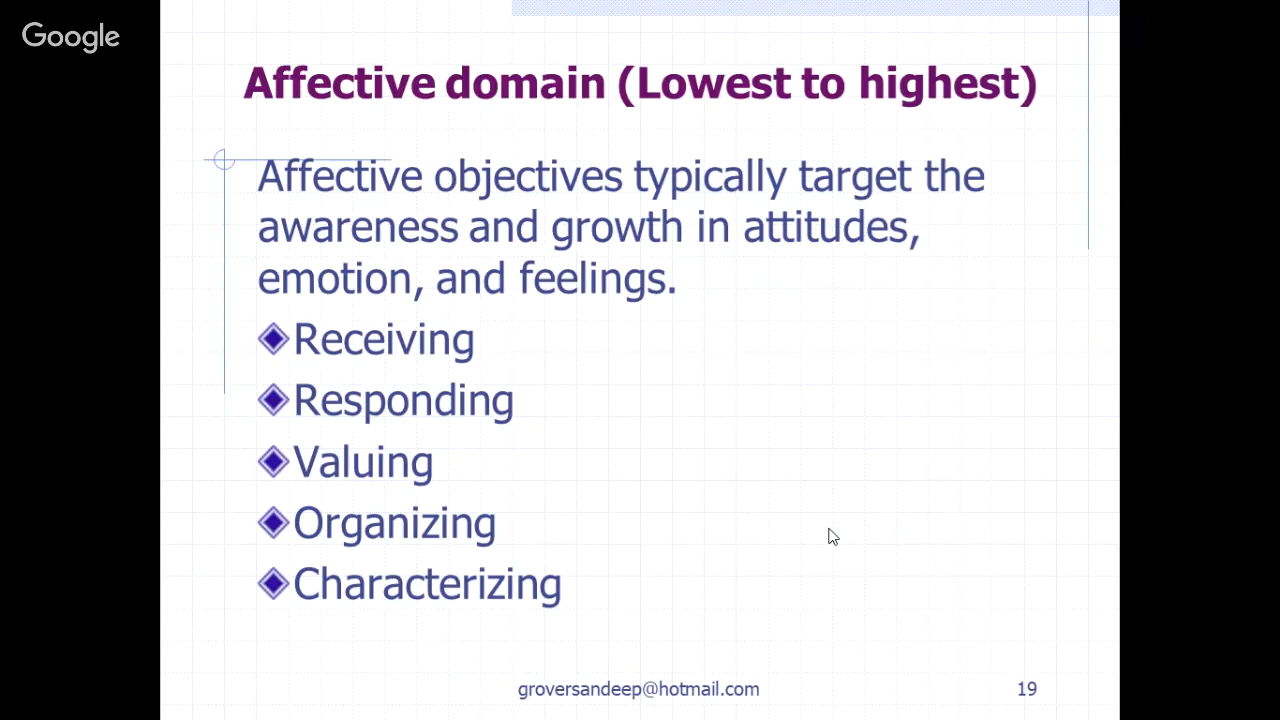 Google
Affective domain (Lowest to highest)
Affective objectives typically target the
awareness and growth in attitudes,
emotion, and feelings.
Receiving
Responding
Valuing
Organizing
Characterizing
groversandeep@hotmail.com
19